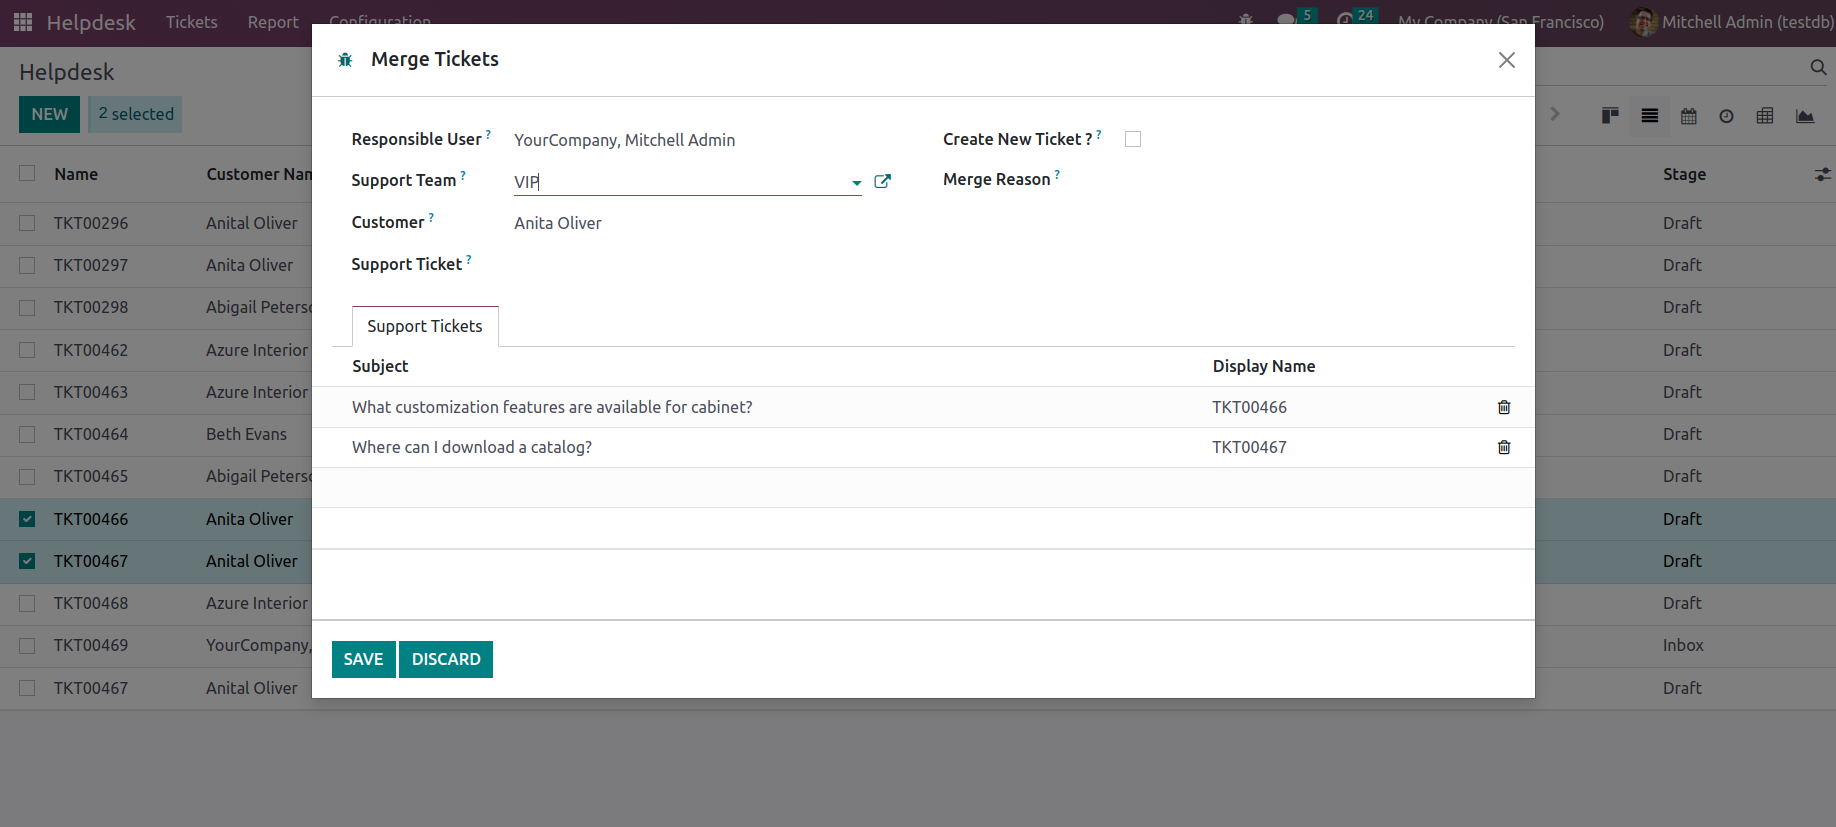 Helpdesk Tickets Report Configuration 5 24 My Company (San Francisco) Mitchell Admin (testdb)
Helpdesk
NEW 2 selected
Name Customer Nam Stage
TKT00296 Anital Oliver Draft
TKT00297 Anita Oliver Draft
TKT00298 Abigail Peterso Draft
TKT00462 Azure Interior Draft
TKT00463 Azure Interior Draft
TKT00464 Beth Evans Draft
TKT00465 Abigail Peterso Draft
TKT00466 Anita Oliver Draft
TKT00467 Anital Oliver Draft
TKT00468 Azure Interior Draft
TKT00469 YourCompany, Inbox
TKT00467 Anital Oliver Draft
Merge Tickets
Responsible User ? YourCompany, Mitchell Admin Create New Ticket ? ?
Support Team ? VIP Merge Reason ?
Customer ? Anita Oliver
Support Ticket ?
Support Tickets
Subject Display Name
What customization features are available for cabinet? TKT00466
Where can I download a catalog? TKT00467
SAVE DISCARD